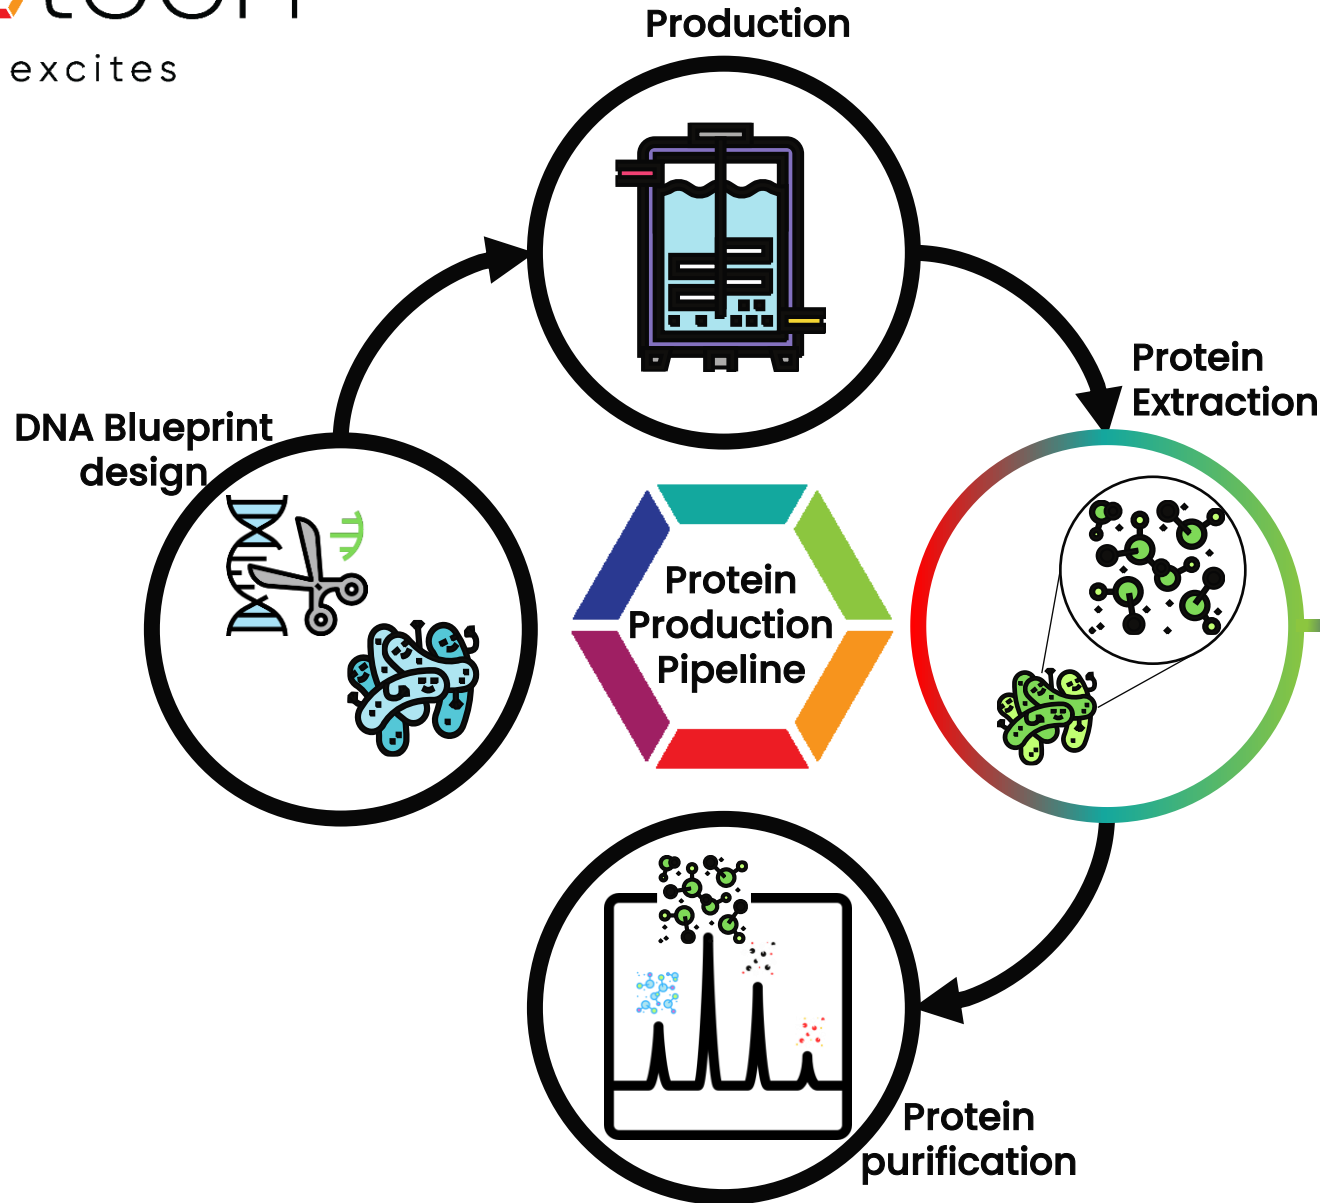 excites
Production
Protein
Extraction
DNA Blueprint
design
Protein
Production
Pipeline
Protein
purification